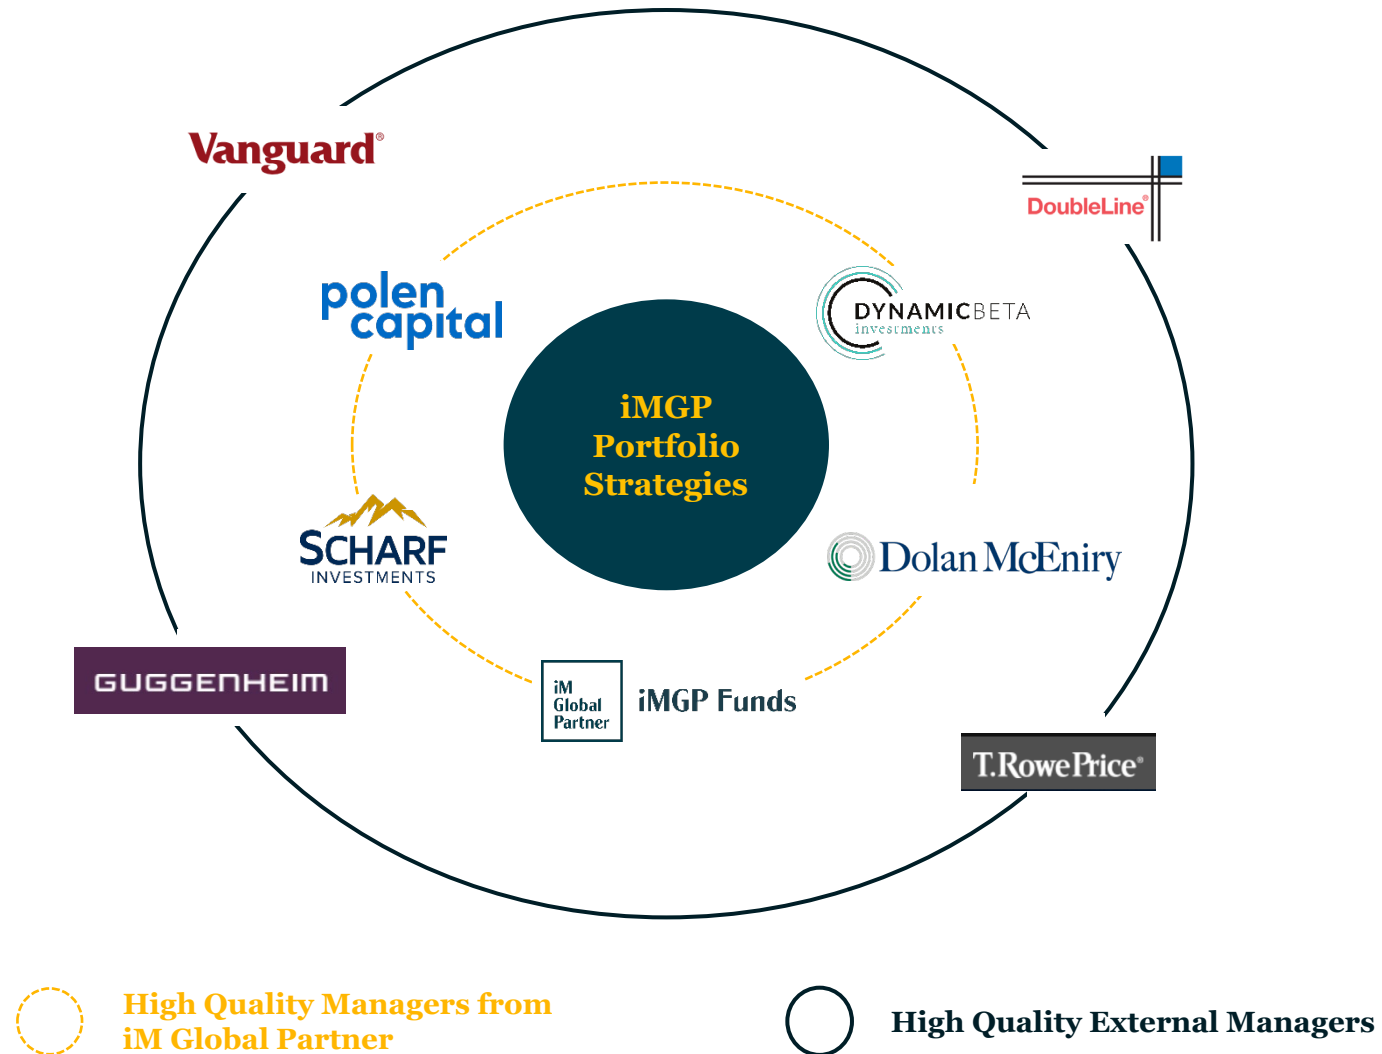 Vanguard®
DoubleLine®
polen
capital
DYNAMICBETA
investments
iMGP
Portfolio
Strategies
SCHARF
INVESTMENTS
Dolan McEniry
GUGGENHEIM
iM
Global
Partner
iMGP Funds
T.RowePrice®
High Quality Managers from
iM Global Partner
High Quality External Managers